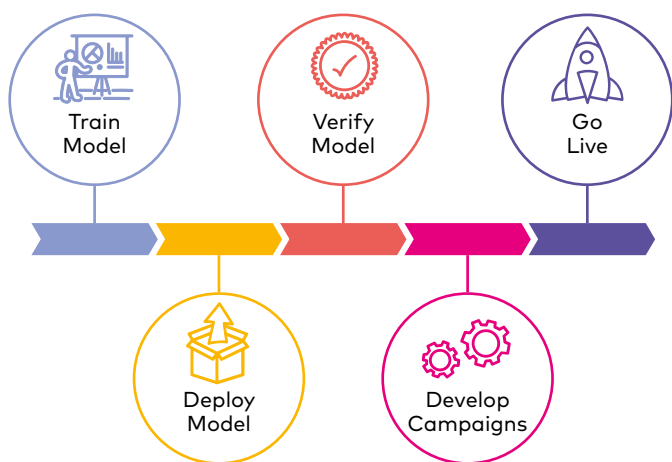 Train
Model
Verify
Model
Go
Live
Deploy
Model
Develop
Campaigns